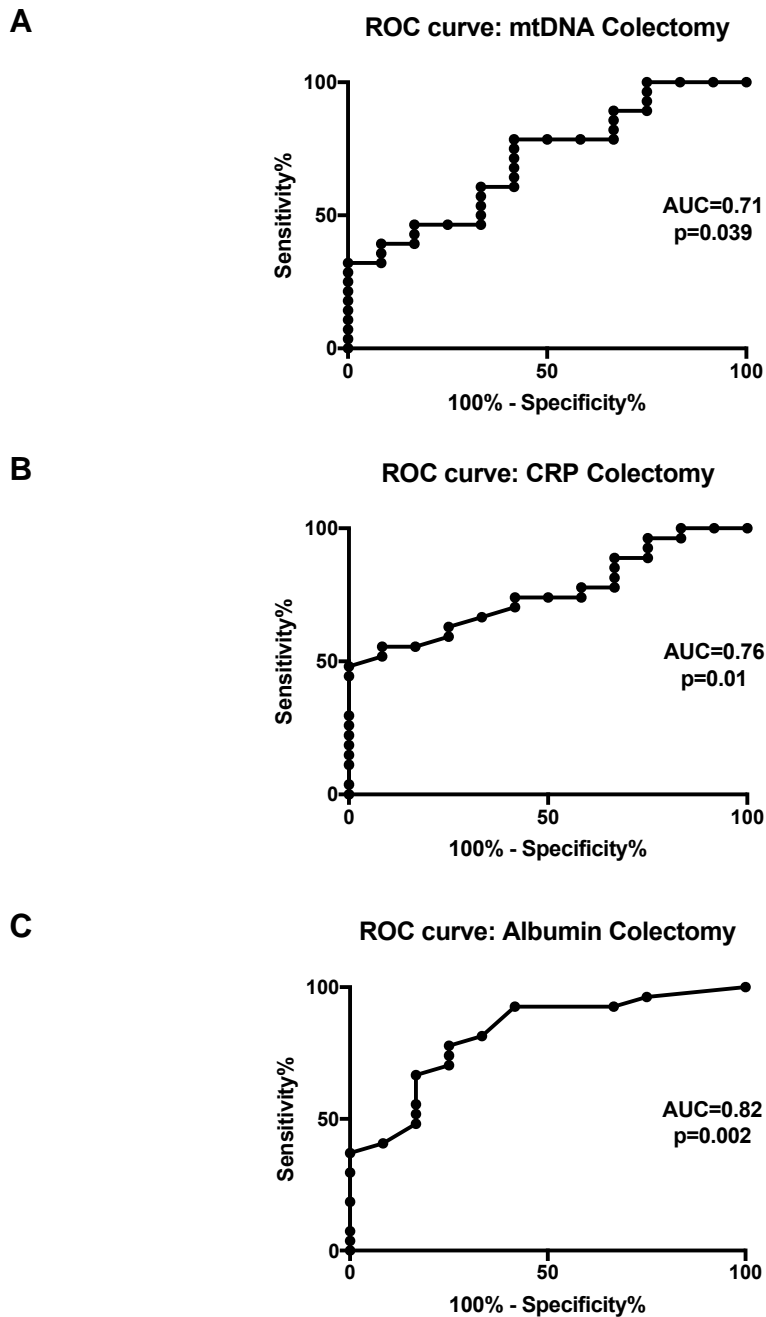 A
ROC curve: mtDNA Colectomy
100
50
0
Sensitivity%
AUC=0.71
p=0.039
0 50 100
100% - Specificity%
B
ROC curve: CRP Colectomy
100
50
0
Sensitivity%
AUC=0.76
p=0.01
0 50 100
100% - Specificity%
C
ROC curve: Albumin Colectomy
100
50
0
Sensitivity%
AUC=0.82
p=0.002
0 50 100
100% - Specificity%